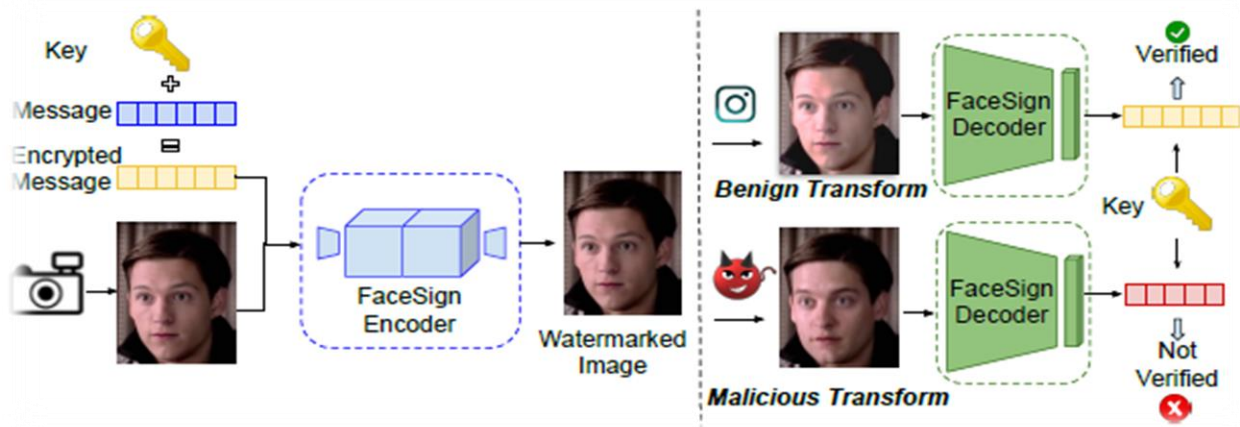 Key
Message
Encrypted
Message
FaceSign
Encoder
Watermarked
Image
Benign Transform
FaceSign
Decoder
Verified
Key
Malicious Transform
FaceSign
Decoder
Not
Verified